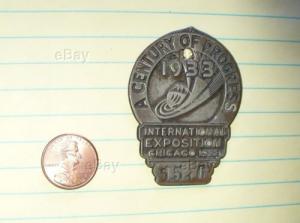 eBay
A CENTURY OF PROGRESS
1933
INTERNATIONAL
EXPOSITION
CHICAGO
eBay